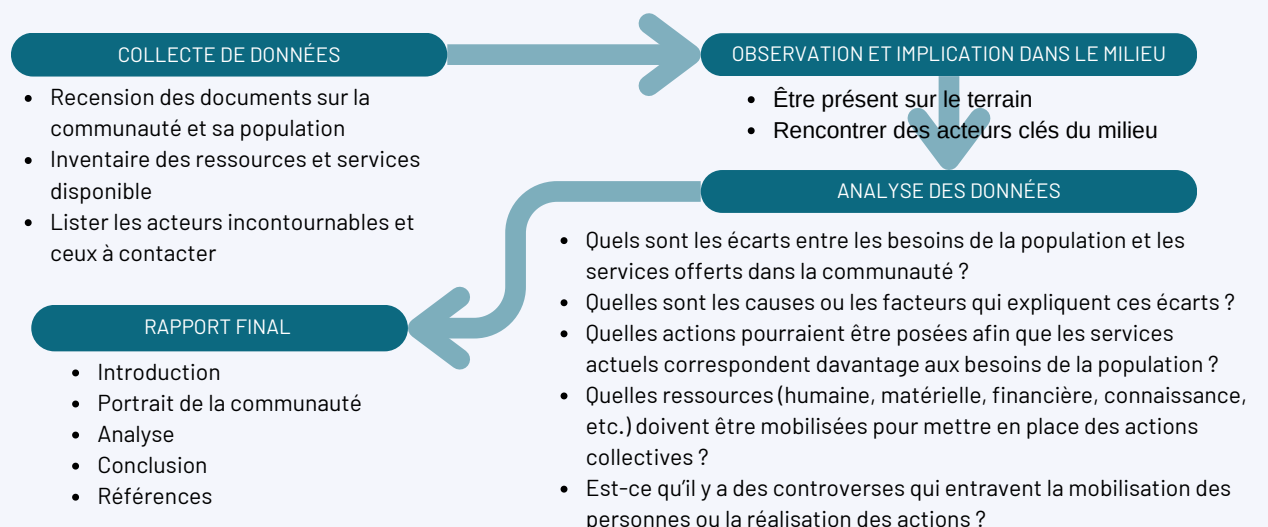 COLLECTE DE DONNÉES
• Recension des documents sur la
communauté et sa population
• Inventaire des ressources et services
disponible
• Lister les acteurs incontournables et
ceux à contacter
OBSERVATION ET IMPLICATION DANS LE MILIEU
• Être présent sur le terrain
• Rencontrer des acteurs clés du milieu
ANALYSE DES DONNÉES
• Quels sont les écarts entre les besoins de la population et les
services offerts dans la communauté ?
• Quelles sont les causes ou les facteurs qui expliquent ces écarts ?
• Quelles actions pourraient être posées afin que les services
actuels correspondent davantage aux besoins de la population ?
• Quelles ressources (humaine, matérielle, financière, connaissance,
etc.) doivent être mobilisées pour mettre en place des actions
collectives ?
• Est-ce qu'il y a des controverses qui entravent la mobilisation des
personnes ou la réalisation des actions ?
RAPPORT FINAL
• Introduction
• Portrait de la communauté
• Analyse
• Conclusion
• Références